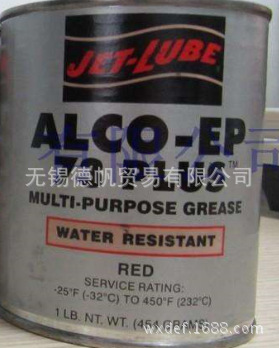 JET-LUBE
ALCO-EP
73 PLUS™
无锡德帆贸易有限公司
MULTI-PURPOSE GREASE
WATER RESISTANT
RED
SERVICE RATING:
-25°F (-32°C) TO 450°F (232°C)
1 LB. NT. WT. (454 GRAMS)
wxdef.1688.com